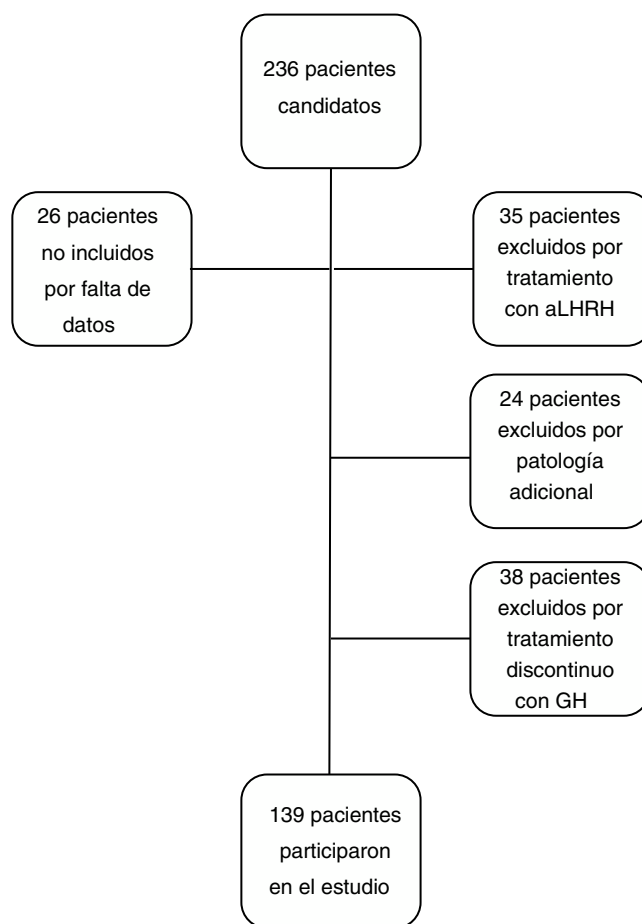 236 pacientes
candidatos
26 pacientes
no incluidos
por falta de
datos
35 pacientes
excluidos por
tratamiento
con aLHRH
24 pacientes
excluidos por
patología
adicional
38 pacientes
excluidos por
tratamiento
discontinuo
con GH
139 pacientes
participaron
en el estudio